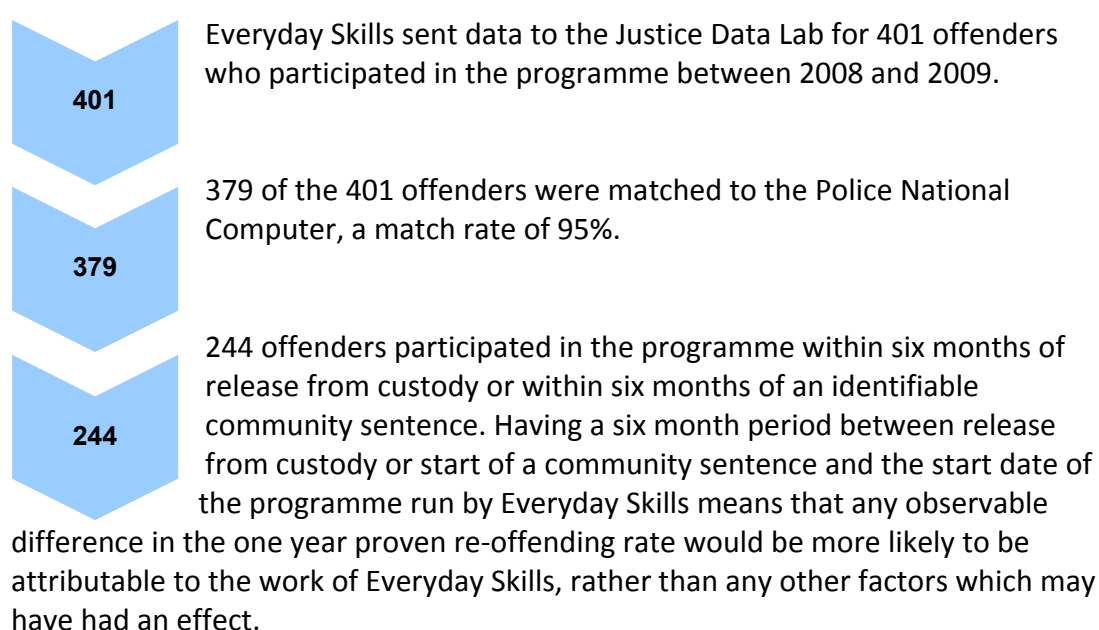 Everyday Skills sent data to the Justice Data Lab for 401 offenders
who participated in the programme between 2008 and 2009.
401
379 of the 401 offenders were matched to the Police National
Computer, a match rate of 95%.
379
244 offenders participated in the programme within six months of
release from custody or within six months of an identifiable
community sentence. Having a six month period between release
244
from custody or start of a community sentence and the start date of
the programme run by Everyday Skills means that any observable
difference in the one year proven re-offending rate would be more likely to be
attributable to the work of Everyday Skills, rather than any other factors which may
have had an effect.